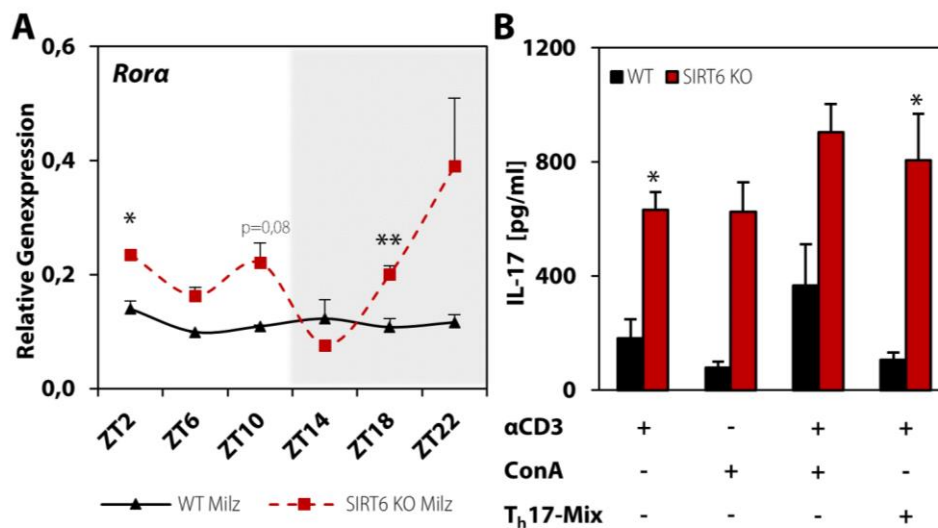 A
0,6
0,4
0,2
0,0
Relative Genexpression
Rora
*
p=0,08
**
ZT2
ZT6
ZT10
ZT14
ZT18
ZT22
WT Milz
SIRT6 KO Milz
B
1200
800
400
0
IL-17 [pg/ml]
WT
SIRT6 KO
*
*
αCD3 + - + +
ConA - + + -
Th17-Mix - - - +